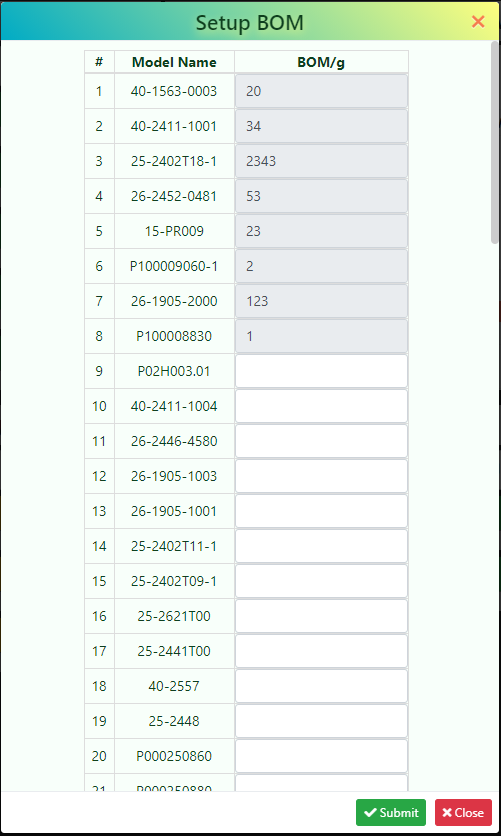 Setup BOM
# Model Name BOM/g
1 40-1563-0003 20
2 40-2411-1001 34
3 25-2402T18-1 2343
4 26-2452-0481 53
5 15-PR009 23
6 P100009060-1 2
7 26-1905-2000 123
8 P100008830 1
9 P02H003.01
10 40-2411-1004
11 26-2446-4580
12 26-1905-1003
13 26-1905-1001
14 25-2402T11-1
15 25-2402T09-1
16 25-2621T00
17 25-2441T00
18 40-2557
19 25-2448
20 P000250860
21 P000250880
Submit Close